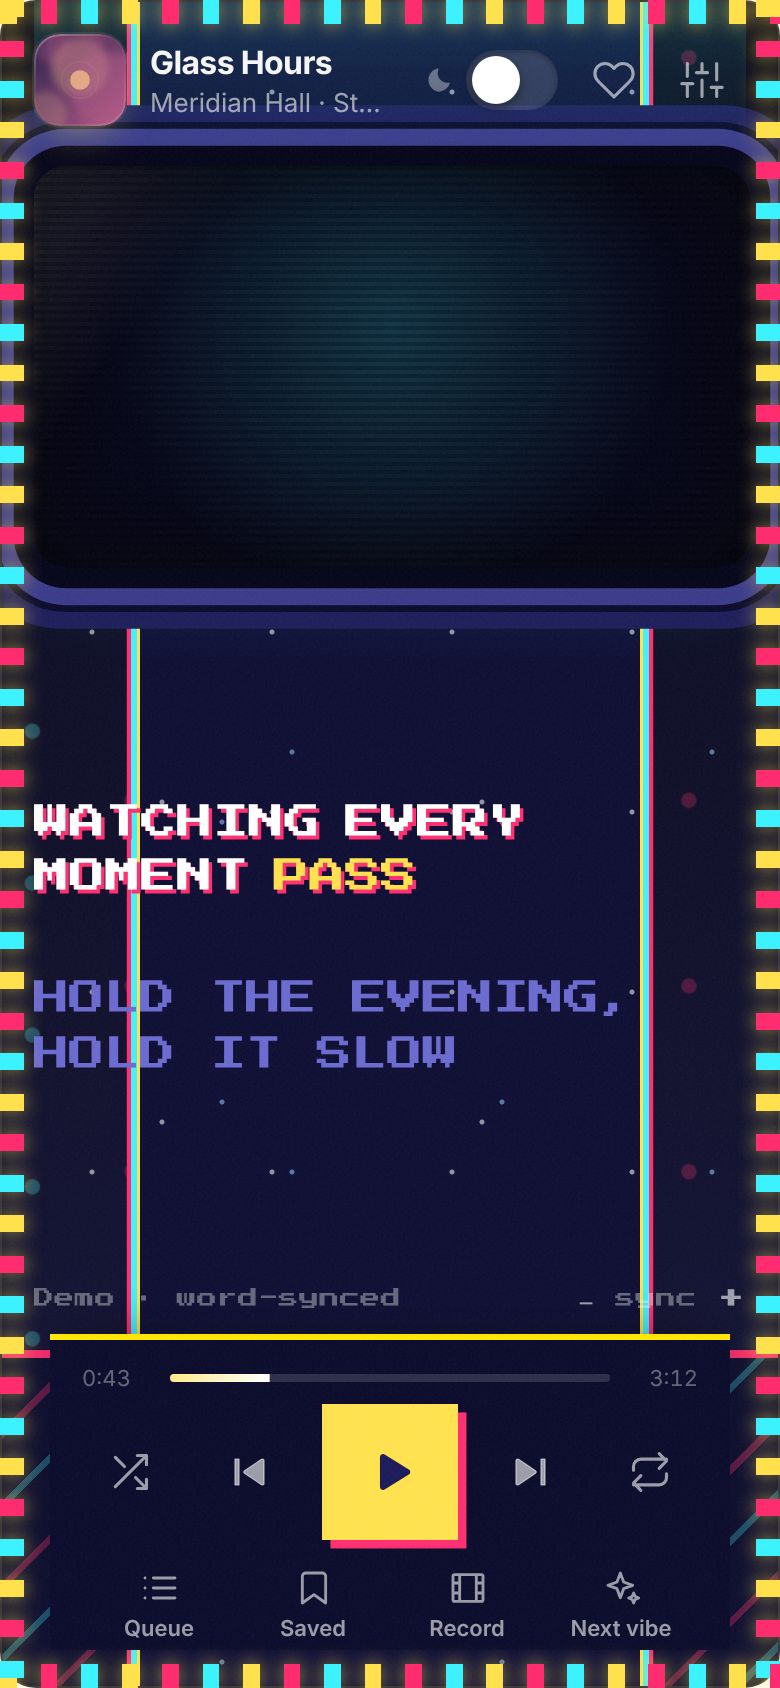 Glass Hours
Meridian Hall · St...
WATCHING EVERY
MOMENT PASS
HOLD THE EVENING,
HOLD IT SLOW
Demo · word-synced
− sync +
0:43
3:12
Queue
Saved
Record
Next vibe